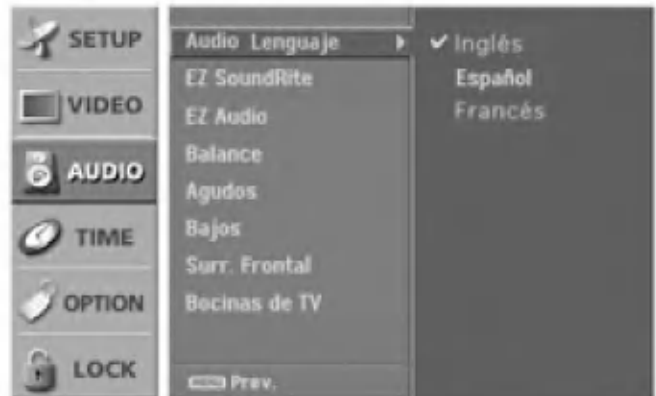 SETUP
VIDEO
AUDIO
TIME
OPTION
LOCK
Audio Lenguaje
EZ SoundRite
EZ Audio
Balance
Agudos
Bajos
Surr. Frontal
Bocinas de TV
MENU Prev.
Inglés
Español
Francés